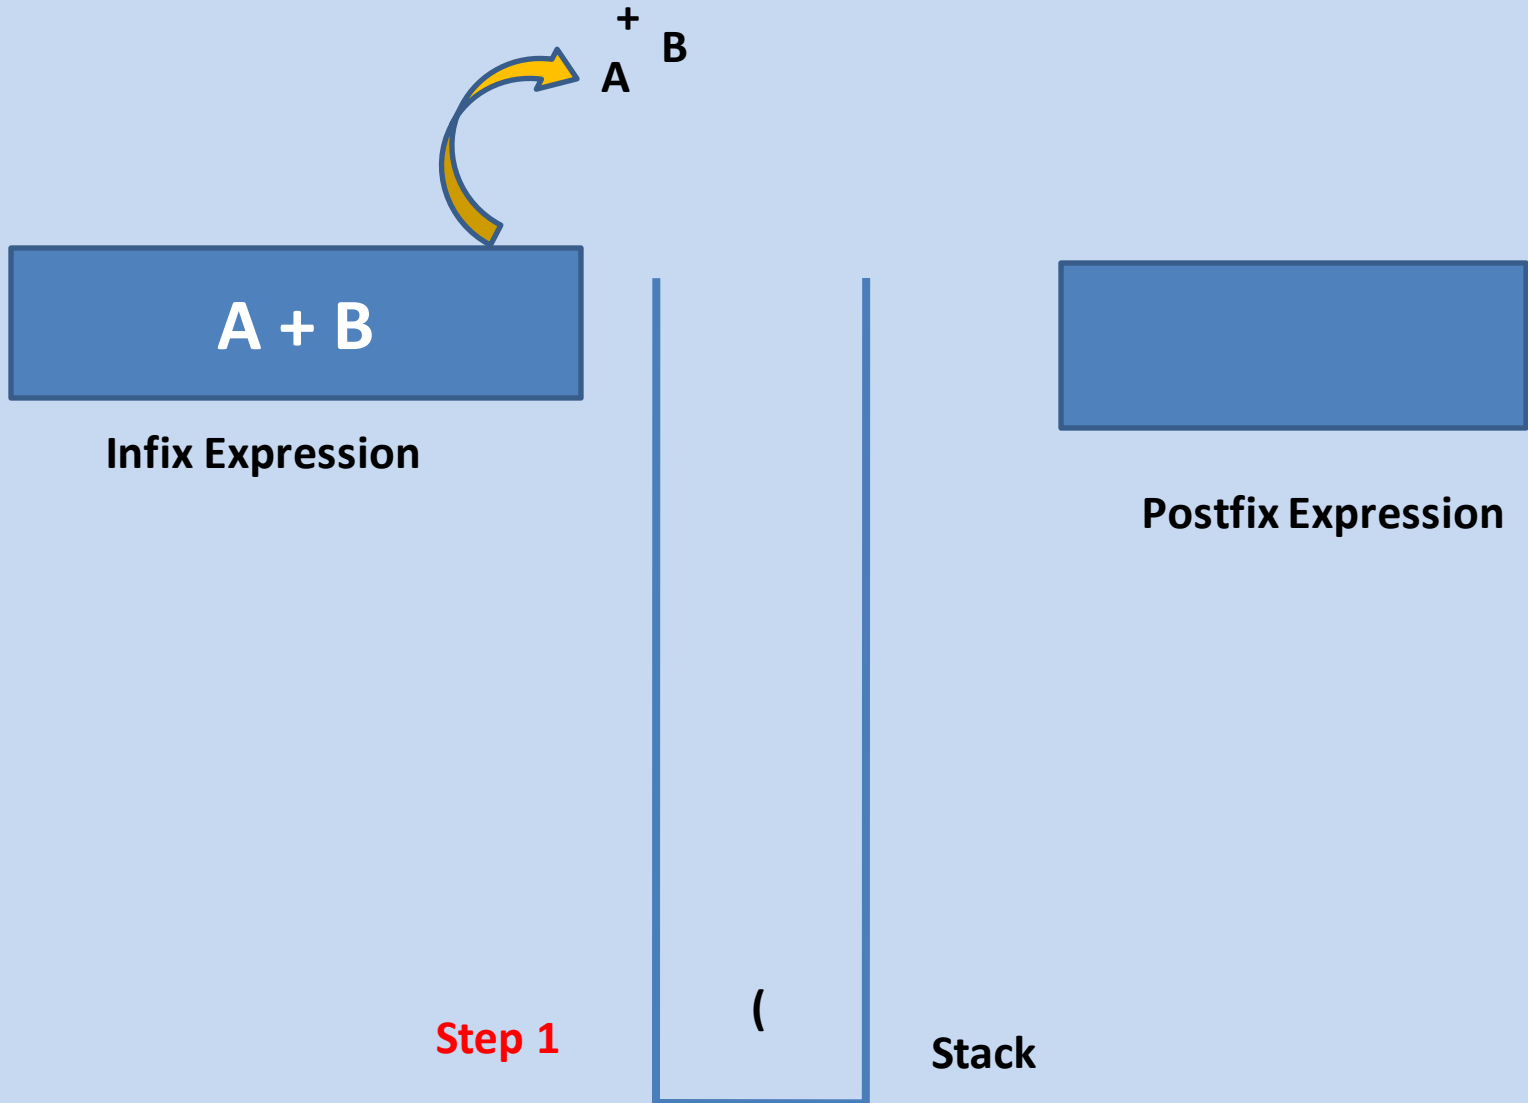 +
B
A
A + B
Infix Expression
Postfix Expression
(
Step 1
Stack